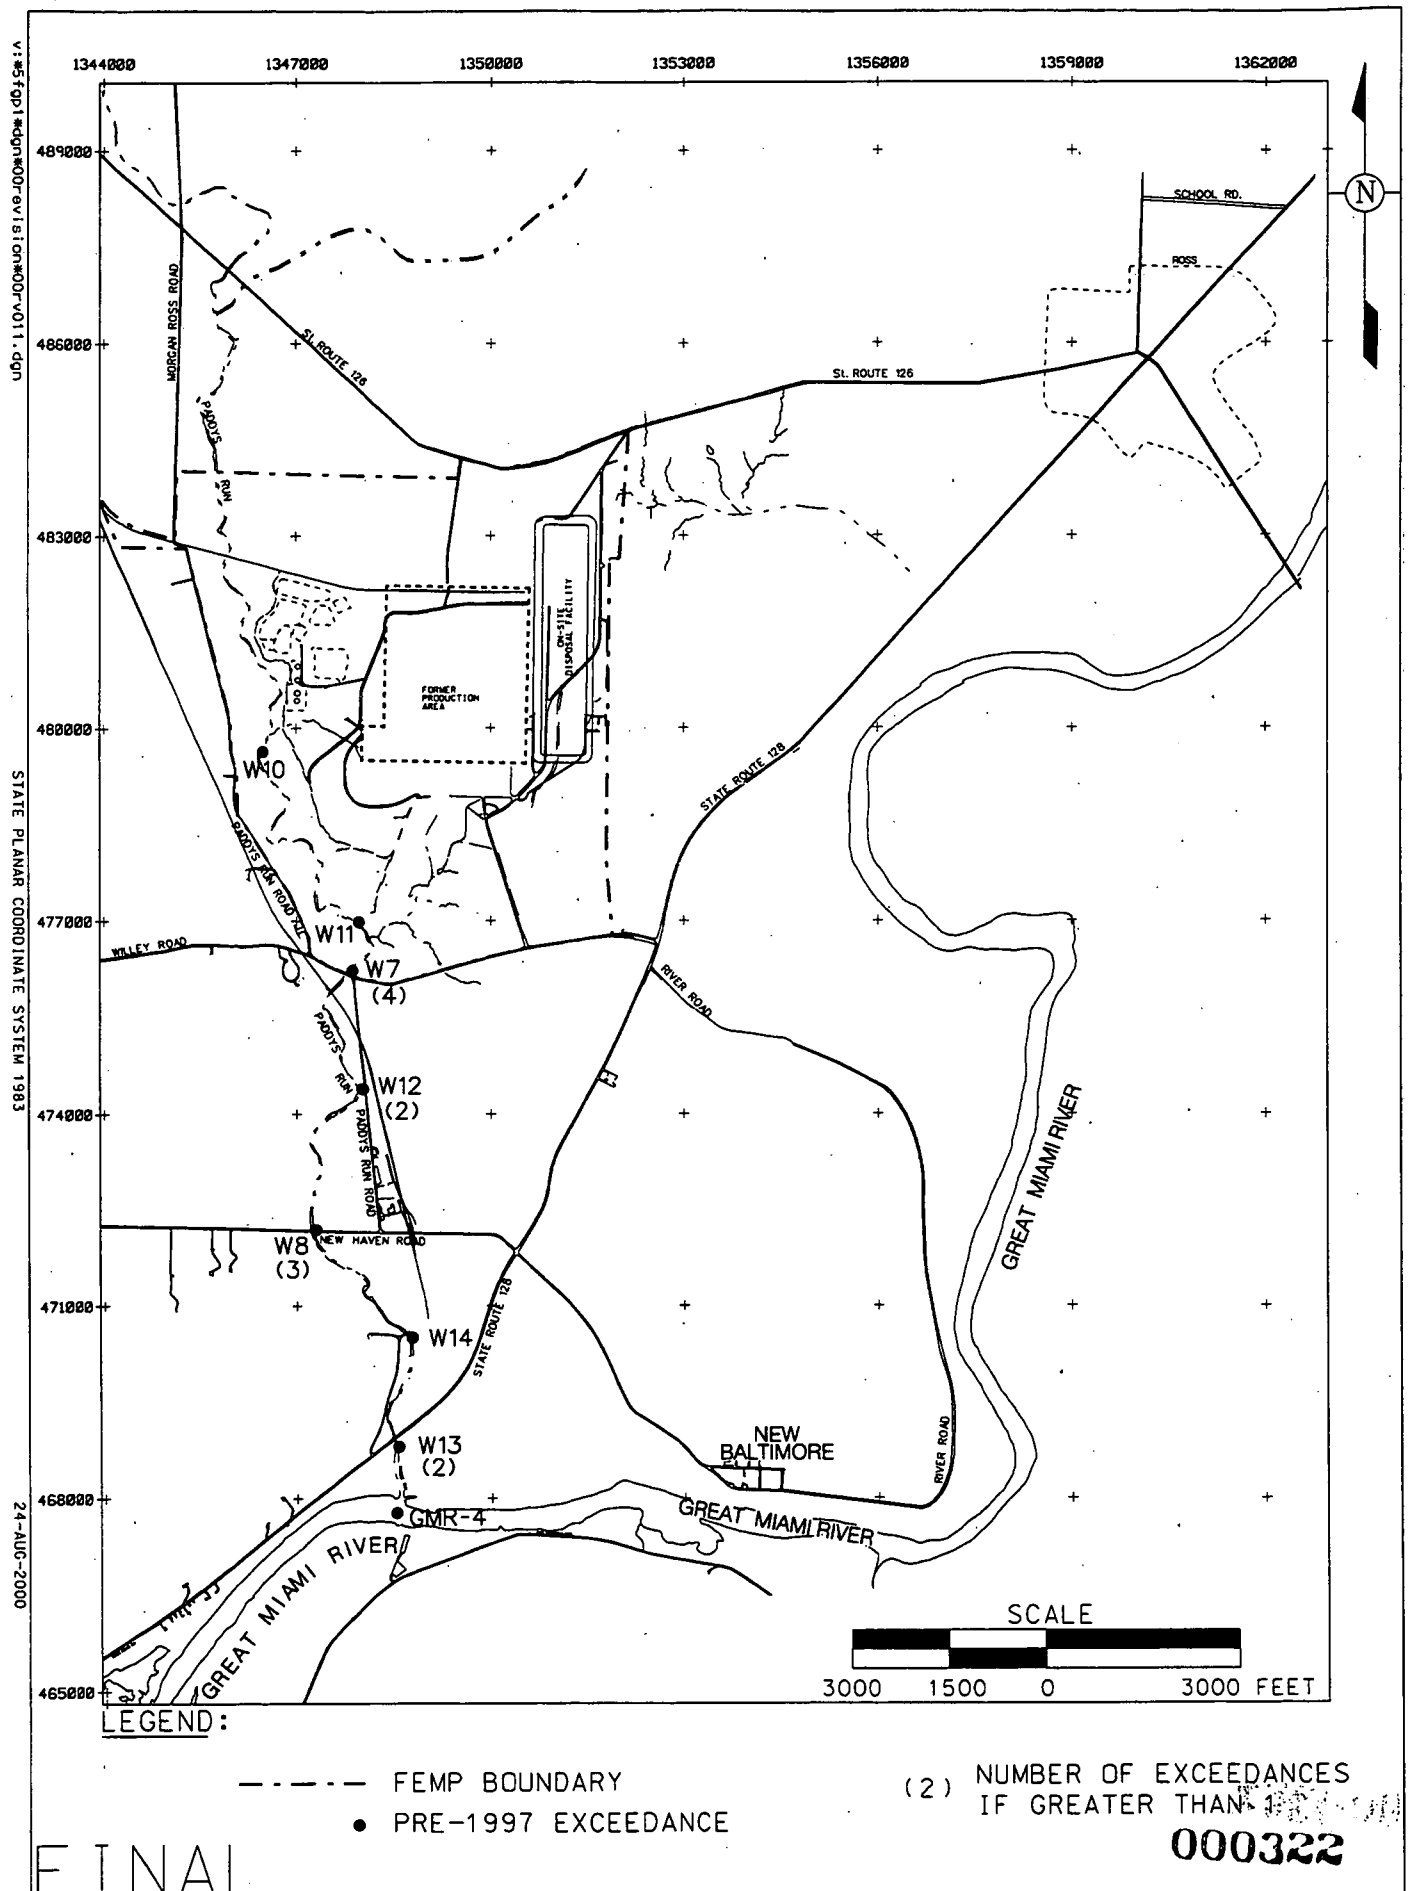 1344000 1347000 1350000 1353000 1356000 1359000 1362000
489000
486000
483000
480000
477000
474000
471000
468000
465000
v:*5fgp1*dgn*00revision*00rv011.dgn
STATE PLANAR COORDINATE SYSTEM 1983
24-AUG-2000
N
SCHOOL RD.
ROSS
MORGAN ROSS ROAD
St. ROUTE 126
St. ROUTE 126
PADDYS
RUN
ON-SITE
DISPOSAL FACILITY
FORMER
PRODUCTION
AREA
W10
STATE ROUTE 128
PADDYS RUN ROAD
W11
WILLEY ROAD
W7
(4)
RIVER ROAD
PADDYS
RUN
W12
(2)
PADDYS RUN ROAD
GREAT MIAMI RIVER
W8
(3)
NEW HAVEN ROAD
STATE ROUTE 128
W14
W13
(2)
NEW
BALTIMORE
RIVER ROAD
GMR-4
GREAT MIAMI RIVER
GREAT MIAMI RIVER
SCALE
3000 1500 0 3000 FEET
LEGEND:
FEMP BOUNDARY
PRE-1997 EXCEEDANCE
(2) NUMBER OF EXCEEDANCES
IF GREATER THAN 1
000322
FINAL